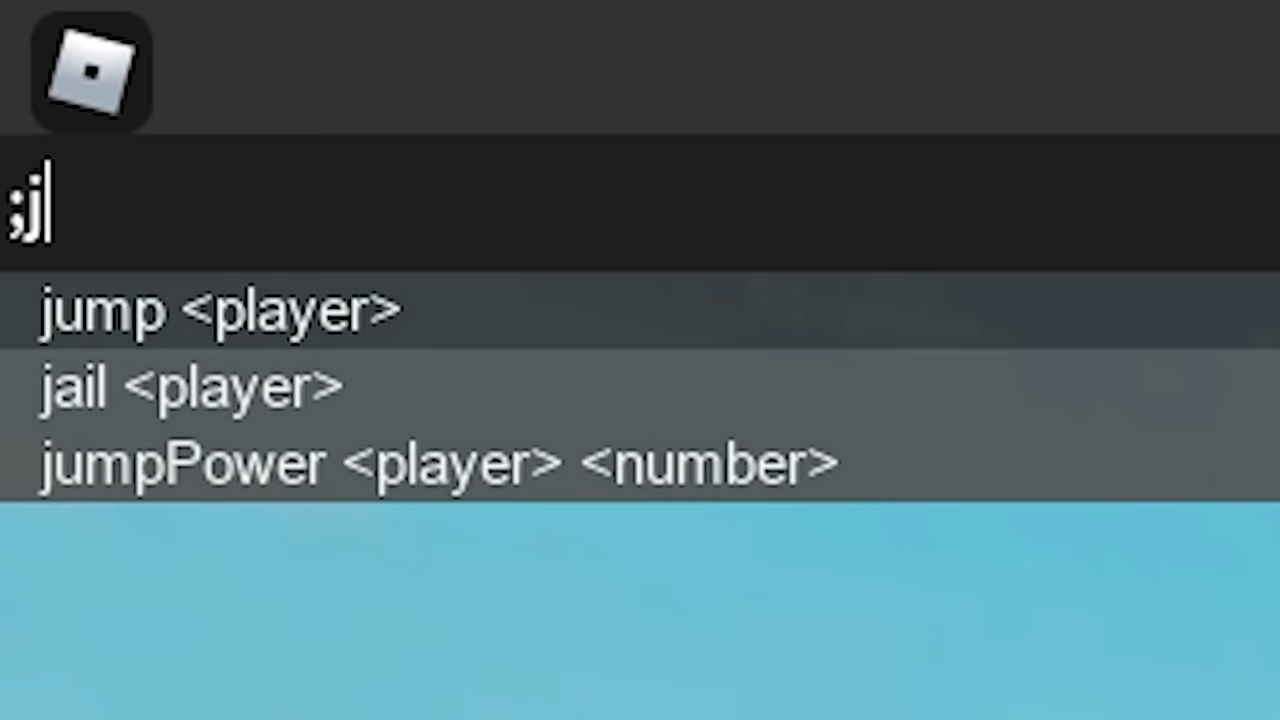 ;j
jump <player>
jail <player>
jumpPower <player> <number>